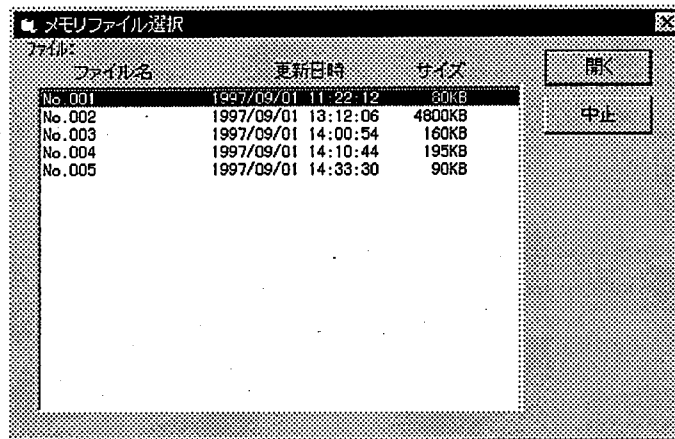 メモリファイル選択
ファイル:
ファイル名 更新日時 サイズ
No.001 1997/09/01 11:22:12 80KB
No.002 1997/09/01 13:12:06 4800KB
No.003 1997/09/01 14:00:54 160KB
No.004 1997/09/01 14:10:44 195KB
No.005 1997/09/01 14:33:30 90KB
開く
中止